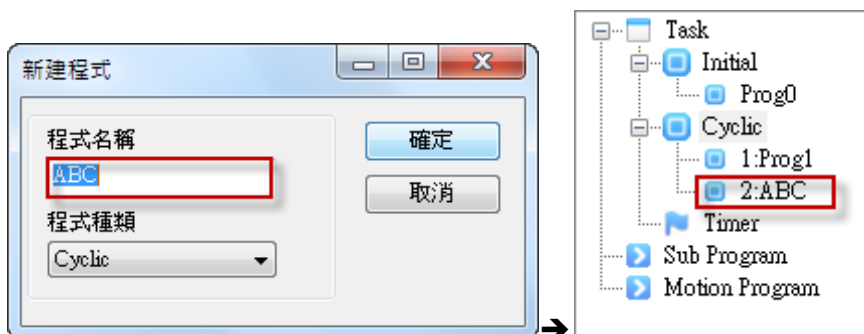 新建程式
程式名稱
ABC
程式種類
Cyclic
確定
取消
➔
Task
Initial
Prog0
Cyclic
1:Prog1
2:ABC
Timer
Sub Program
Motion Program